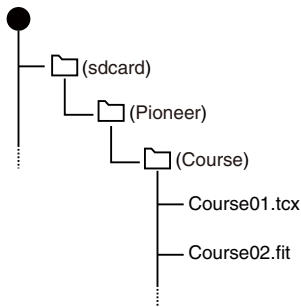 (sdcard)
(Pioneer)
(Course)
Course01.tcx
Course02.fit